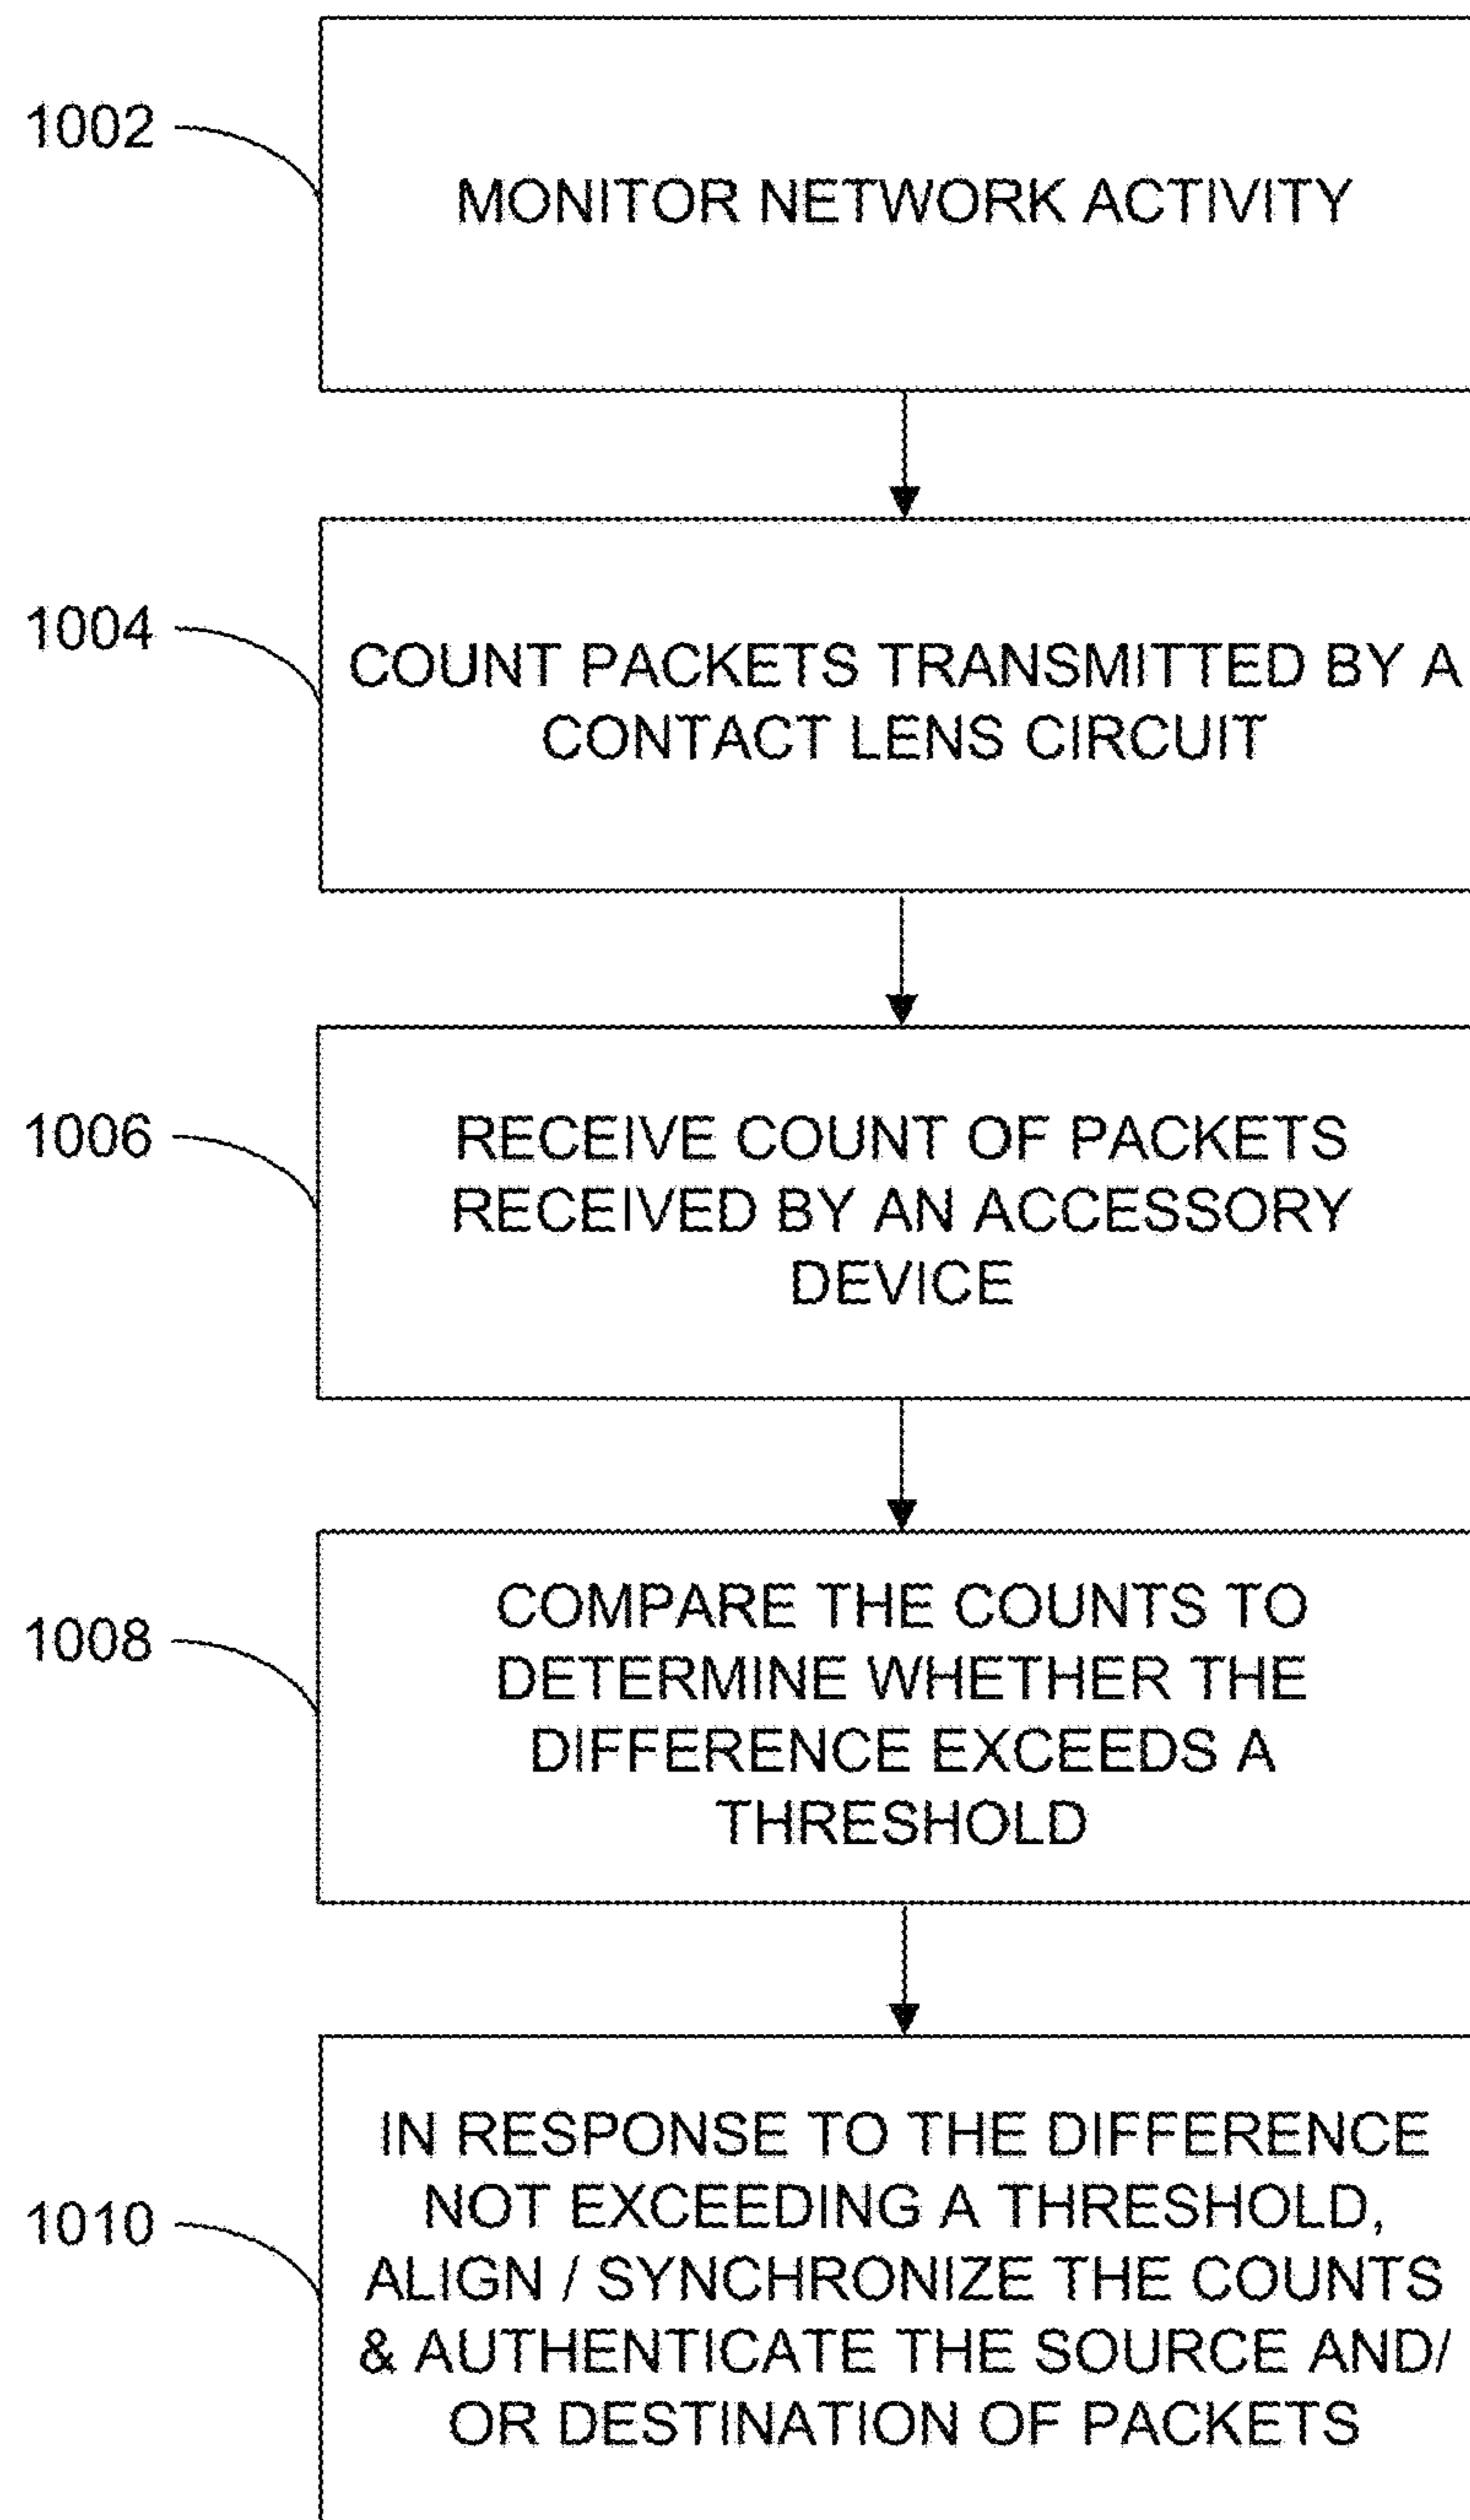 1002
MONITOR NETWORK ACTIVITY
1004
COUNT PACKETS TRANSMITTED BY A
CONTACT LENS CIRCUIT
1006
RECEIVE COUNT OF PACKETS
RECEIVED BY AN ACCESSORY
DEVICE
1008
COMPARE THE COUNTS TO
DETERMINE WHETHER THE
DIFFERENCE EXCEEDS A
THRESHOLD
1010
IN RESPONSE TO THE DIFFERENCE
NOT EXCEEDING A THRESHOLD,
ALIGN / SYNCHRONIZE THE COUNTS
& AUTHENTICATE THE SOURCE AND/
OR DESTINATION OF PACKETS